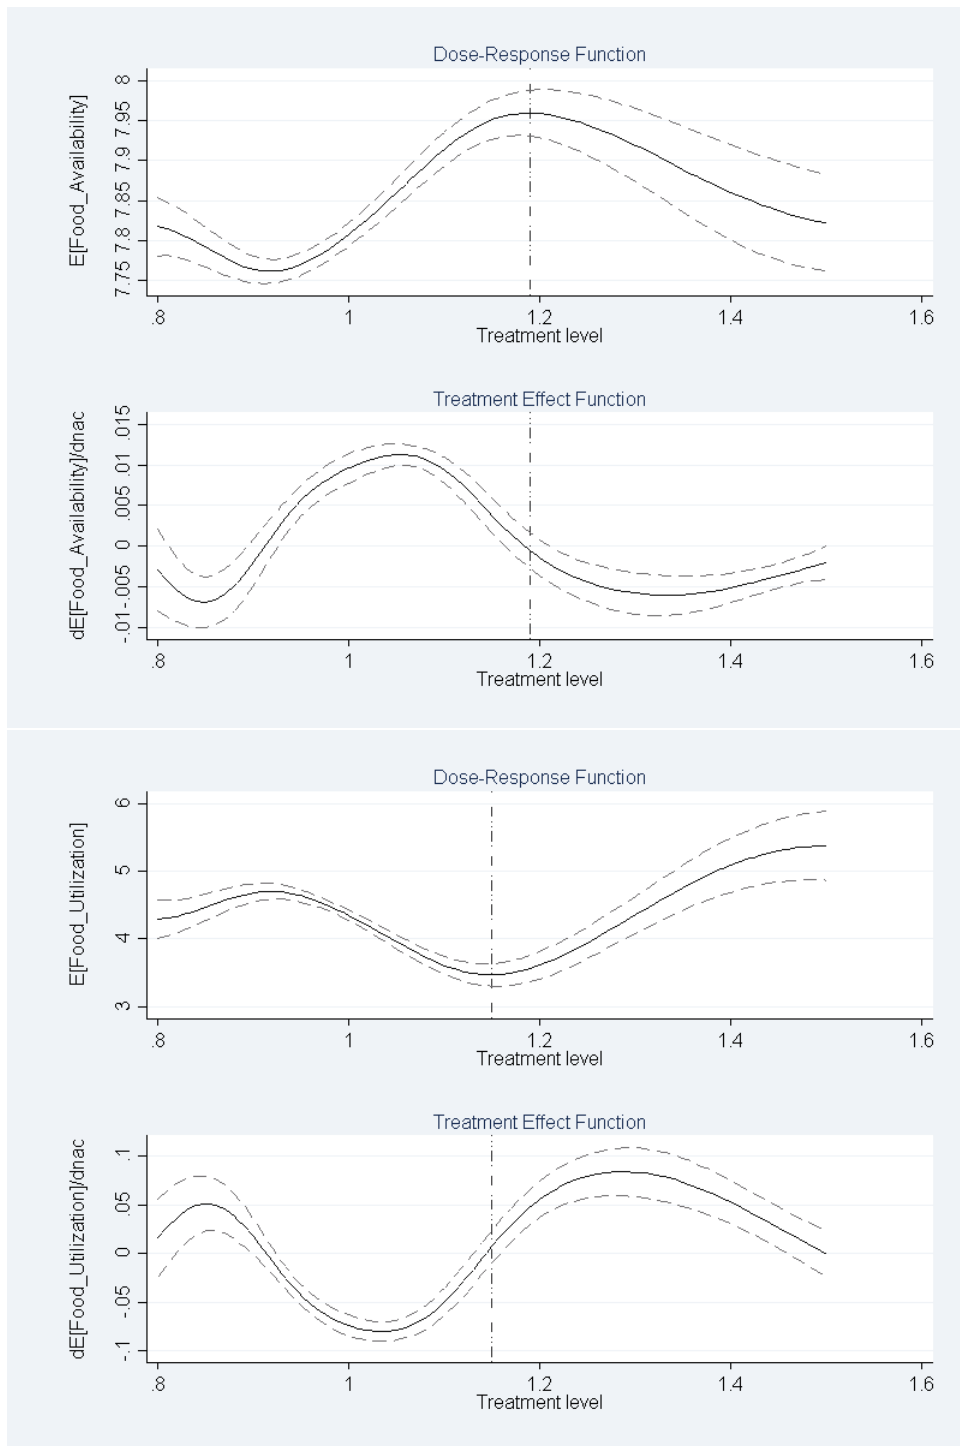 Dose-Response Function
E[Food_Availability]
8
7.95
7.9
7.85
7.8
7.75
.8 1 1.2 1.4 1.6
Treatment level
Treatment Effect Function
dE[Food_Availability]/dnac
.015
.01
.005
0
-.005
-.01
.8 1 1.2 1.4 1.6
Treatment level
Dose-Response Function
E[Food_Utilization]
6
5
4
3
.8 1 1.2 1.4 1.6
Treatment level
Treatment Effect Function
dE[Food_Utilization]/dnac
.1
.05
0
-.05
-.1
.8 1 1.2 1.4 1.6
Treatment level